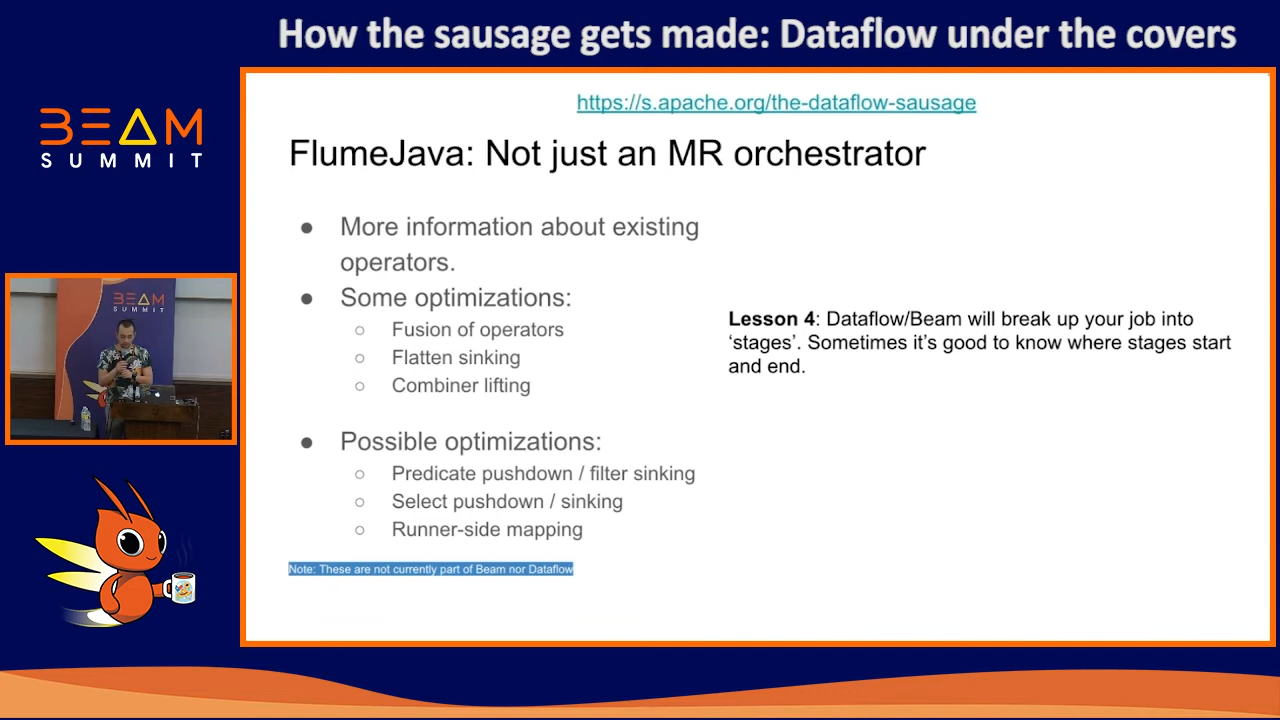 How the sausage gets made: Dataflow under the covers
BEAM
SUMMIT
https://s.apache.org/the-dataflow-sausage
FlumeJava: Not just an MR orchestrator
● More information about existing
operators.
● Some optimizations:
○ Fusion of operators
○ Flatten sinking
○ Combiner lifting
● Possible optimizations:
○ Predicate pushdown / filter sinking
○ Select pushdown / sinking
○ Runner-side mapping
Note: These are not currently part of Beam nor Dataflow
Lesson 4: Dataflow/Beam will break up your job into
‘stages’. Sometimes it’s good to know where stages start
and end.
BEAM
SUMMIT